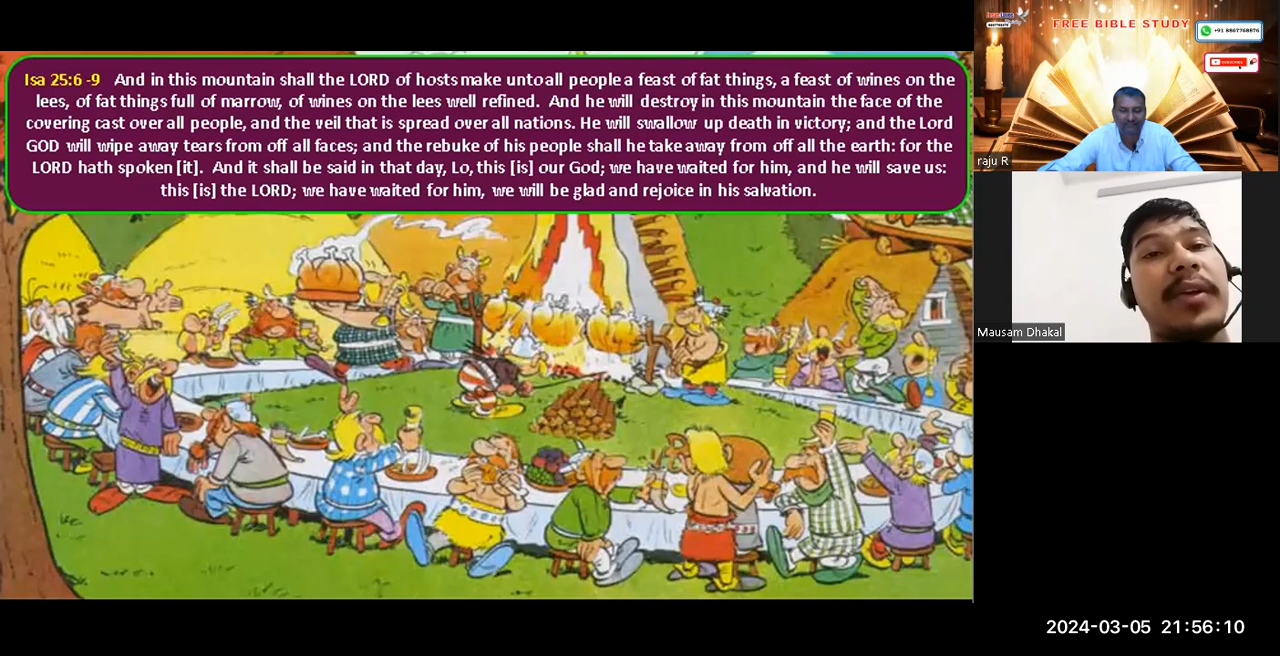 Isa 25:6 -9 And in this mountain shall the LORD of hosts make unto all people a feast of fat things, a feast of wines on the
lees, of fat things full of marrow, of wines on the lees well refined. And he will destroy in this mountain the face of the
covering cast over all people, and the veil that is spread over all nations. He will swallow up death in victory; and the Lord
GOD will wipe away tears from off all faces; and the rebuke of his people shall he take away from off all the earth: for the
LORD hath spoken [it]. And it shall be said in that day, Lo, this [is] our God; we have waited for him, and he will save us:
this [is] the LORD; we have waited for him, we will be glad and rejoice in his salvation.
FREE BIBLE STUDY
+91 8867768876
SUBSCRIBE
raju R
Mausam Dhakal
2024-03-05 21:56:10